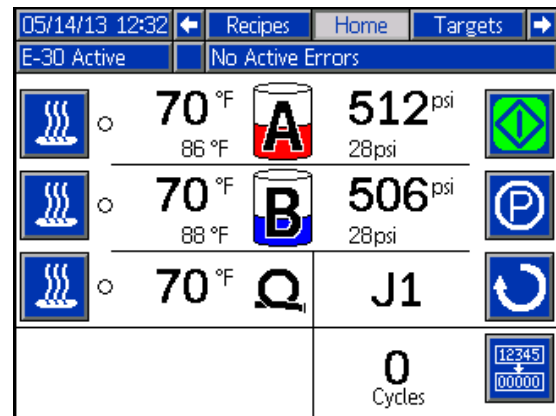 05/14/13 12:32 Recipes Home Targets
E-30 Active No Active Errors
70 °F A 512 psi
86 °F 28psi
70 °F B 506 psi P
88 °F 28psi
70 °F J1
0 12345
Cycles 00000